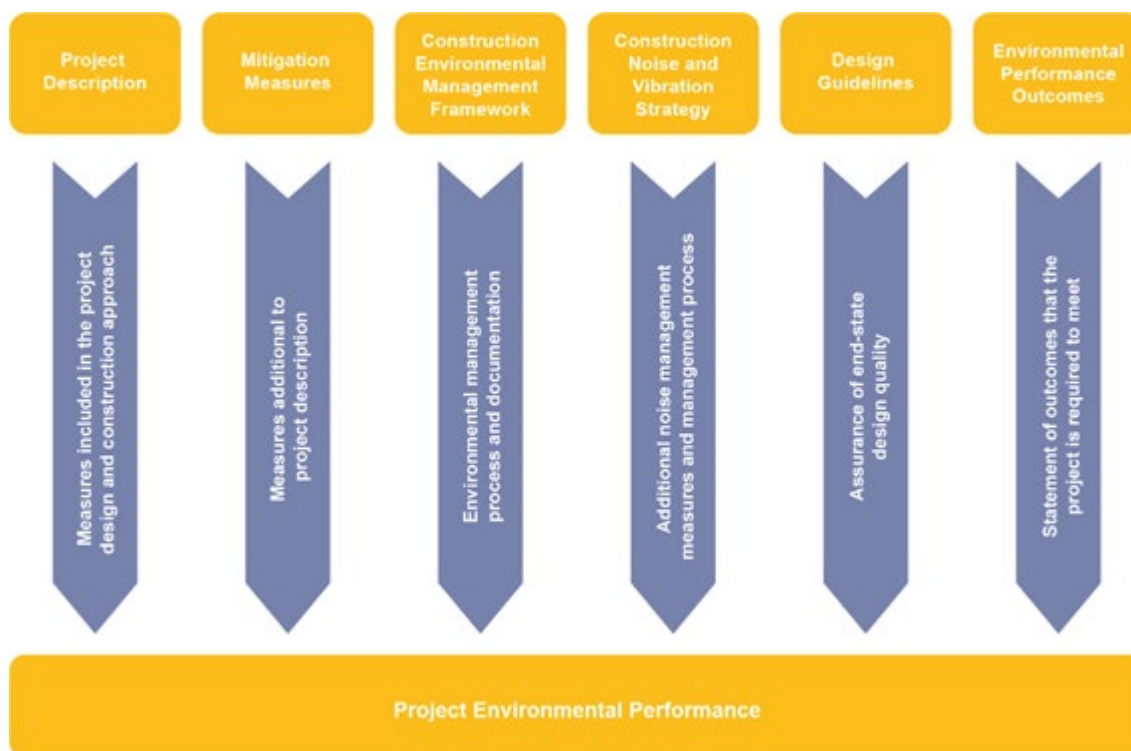 Project
Description
Mitigation
Measures
Construction
Environmental
Management
Framework
Construction
Noise and
Vibration
Strategy
Design
Guidelines
Environmental
Performance
Outcomes
Measures included in the project
design and construction approach
Measures additional to
project description
Environmental management
process and documentation
Additional noise management
measures and management process
Assurance of end-state
design quality
Statement of outcomes that the
project is required to meet
Project Environmental Performance